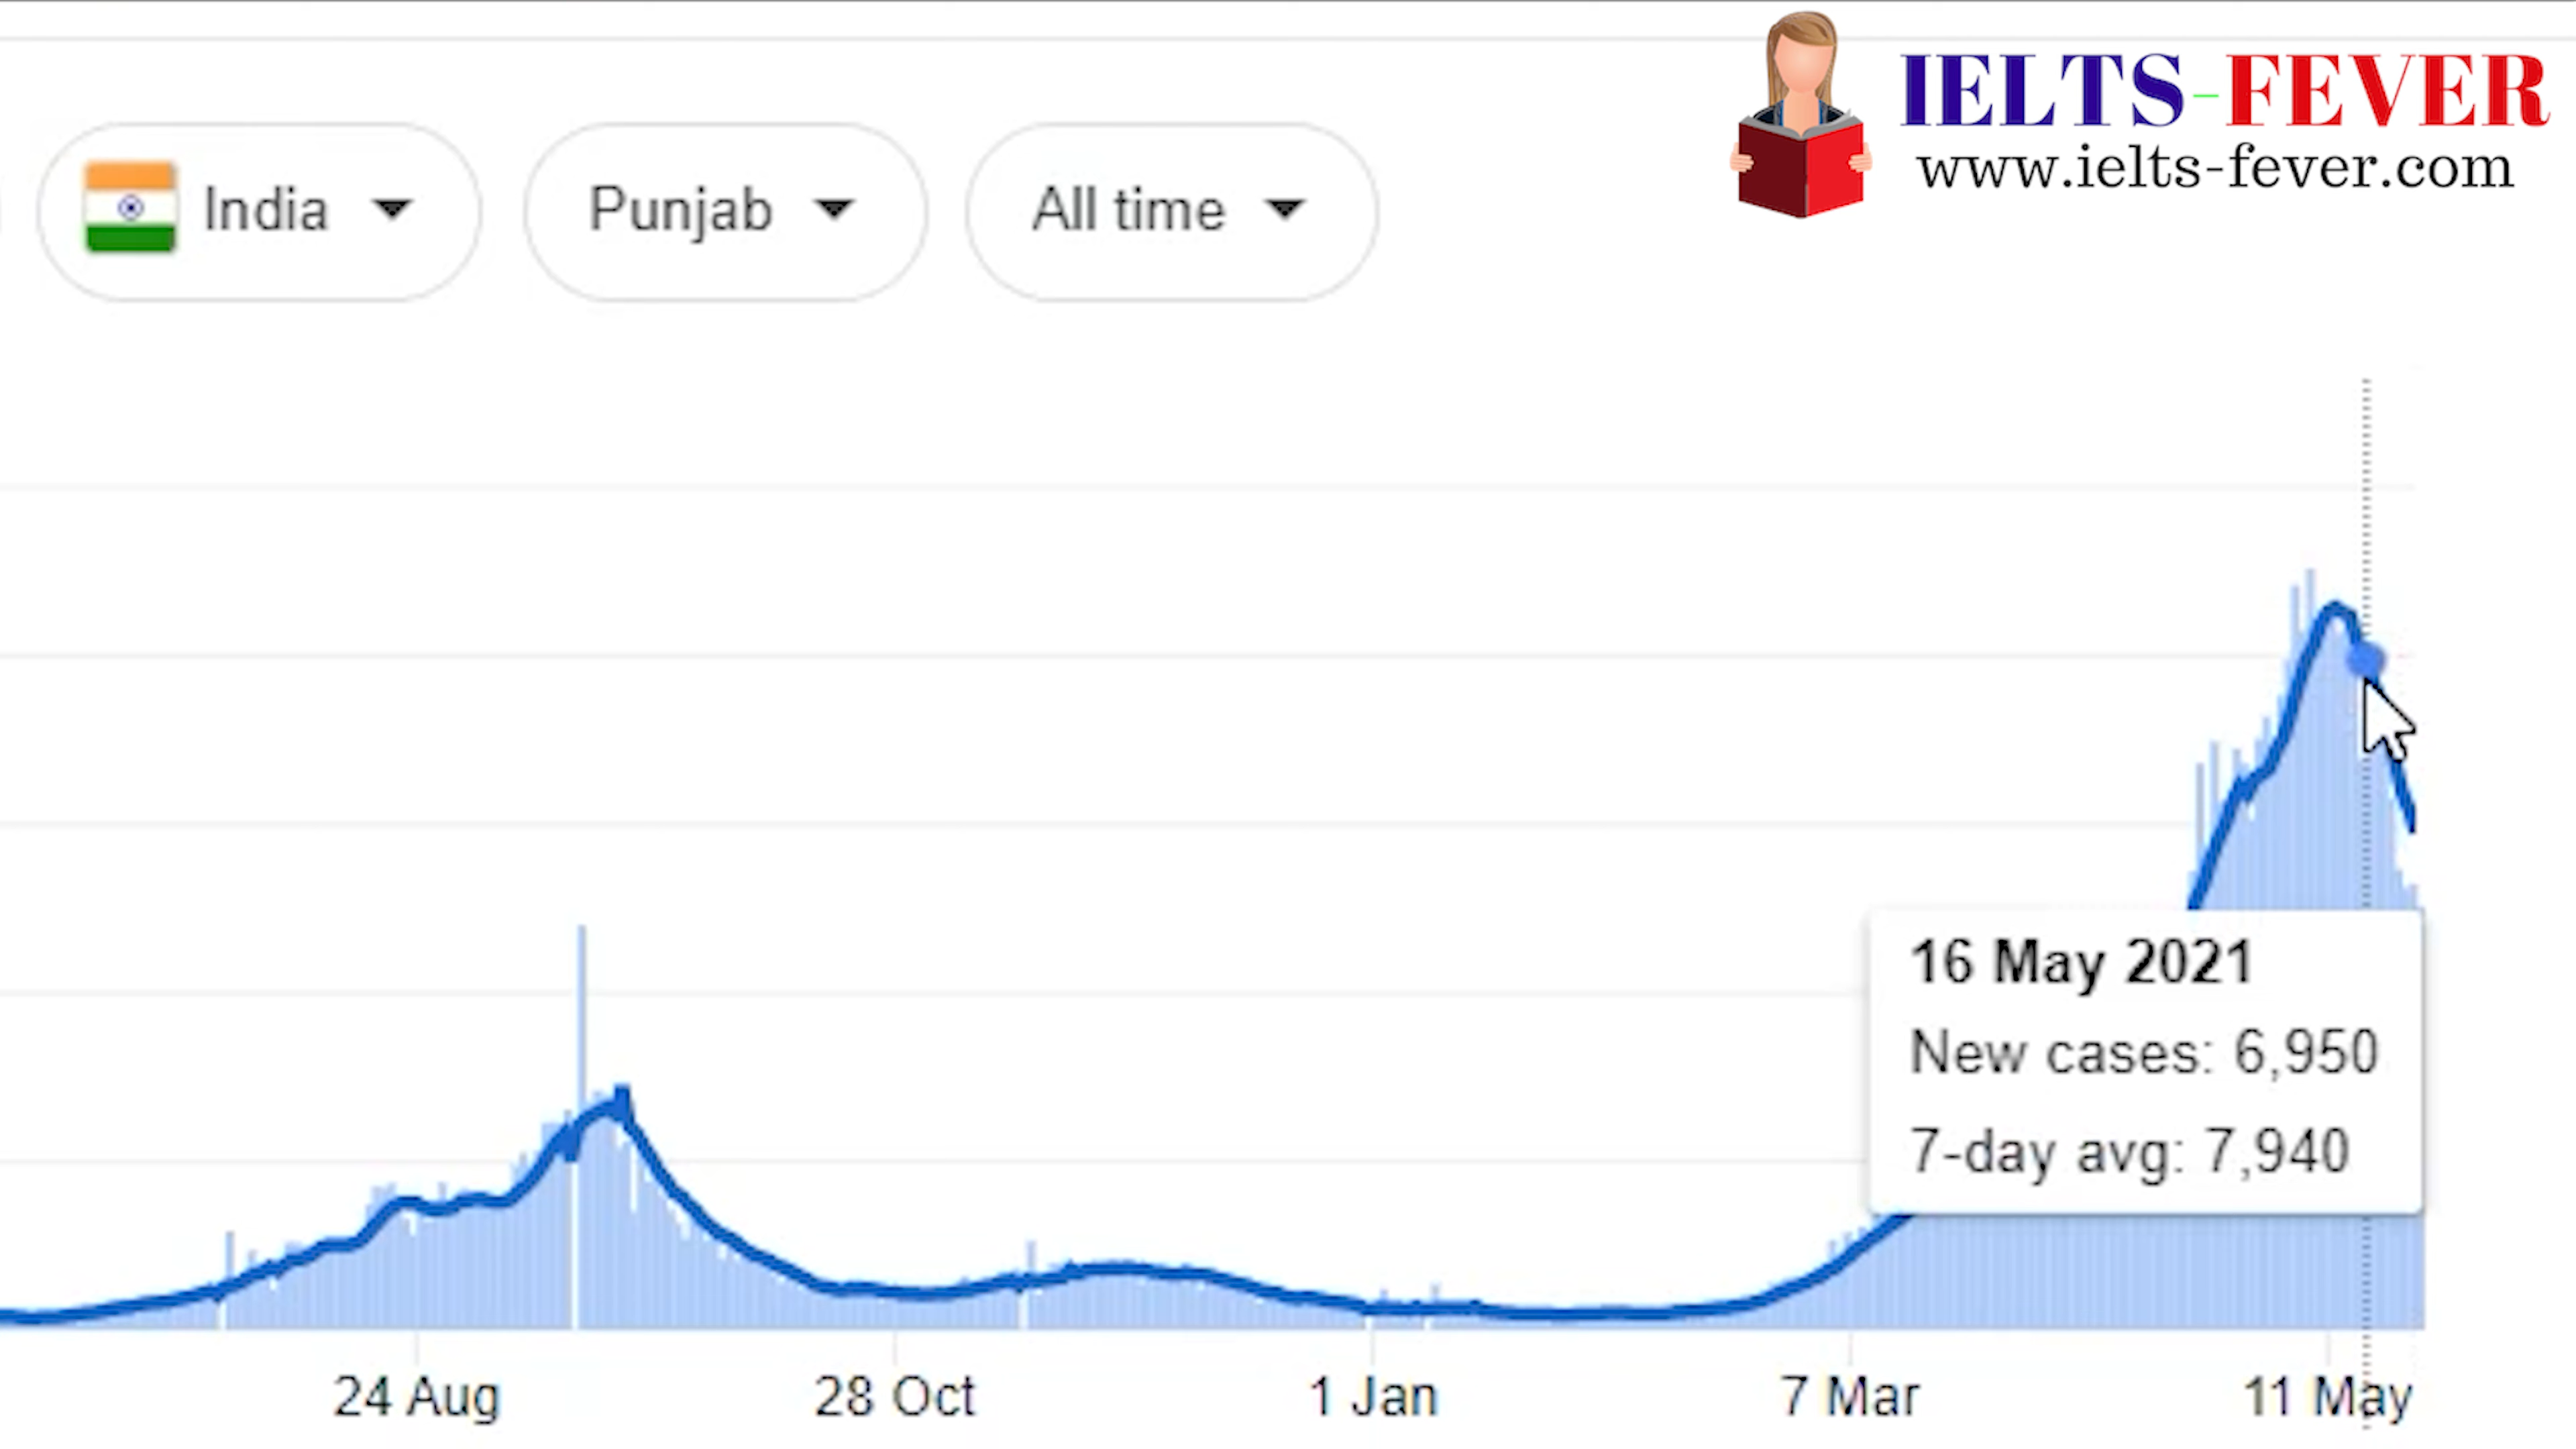 IELTS-FEVER
www.ielts-fever.com
India Punjab All time
16 May 2021
New cases: 6,950
7-day avg: 7,940
24 Aug 28 Oct 1 Jan 7 Mar 11 May